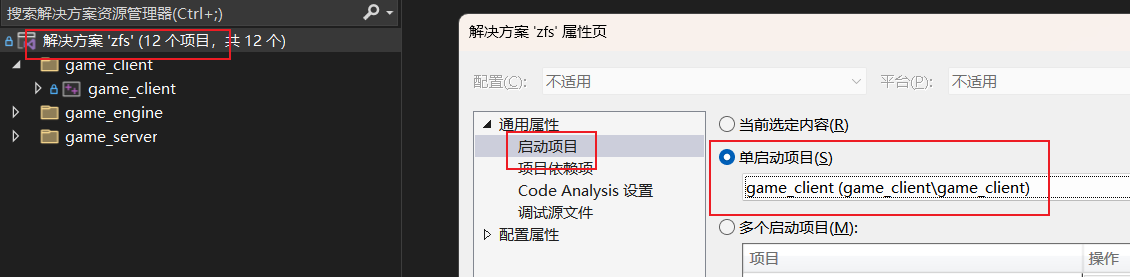 搜索解决方案资源管理器(Ctrl+;)
解决方案 'zfs' (12 个项目，共 12 个)
game_client
game_client
game_engine
game_server
解决方案 'zfs' 属性页
配置(C):
不适用
平台(P):
不适用
通用属性
启动项目
项目依赖项
Code Analysis 设置
调试源文件
配置属性
当前选定内容(R)
单启动项目(S)
game_client (game_client\game_client)
多个启动项目(M):
项目
操作